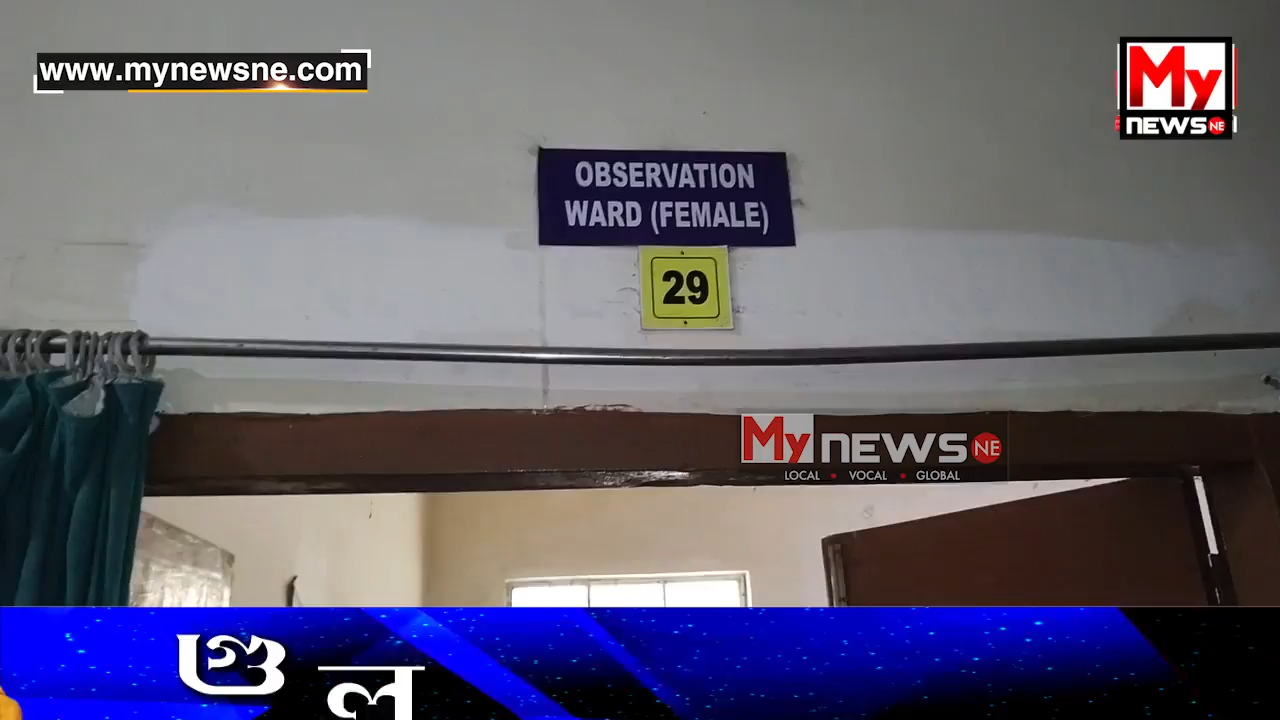 www.mynewsne.com
My
NEWS NE
OBSERVATION
WARD (FEMALE)
29
My NEWS NE
LOCAL • VOCAL • GLOBAL
গু
ল